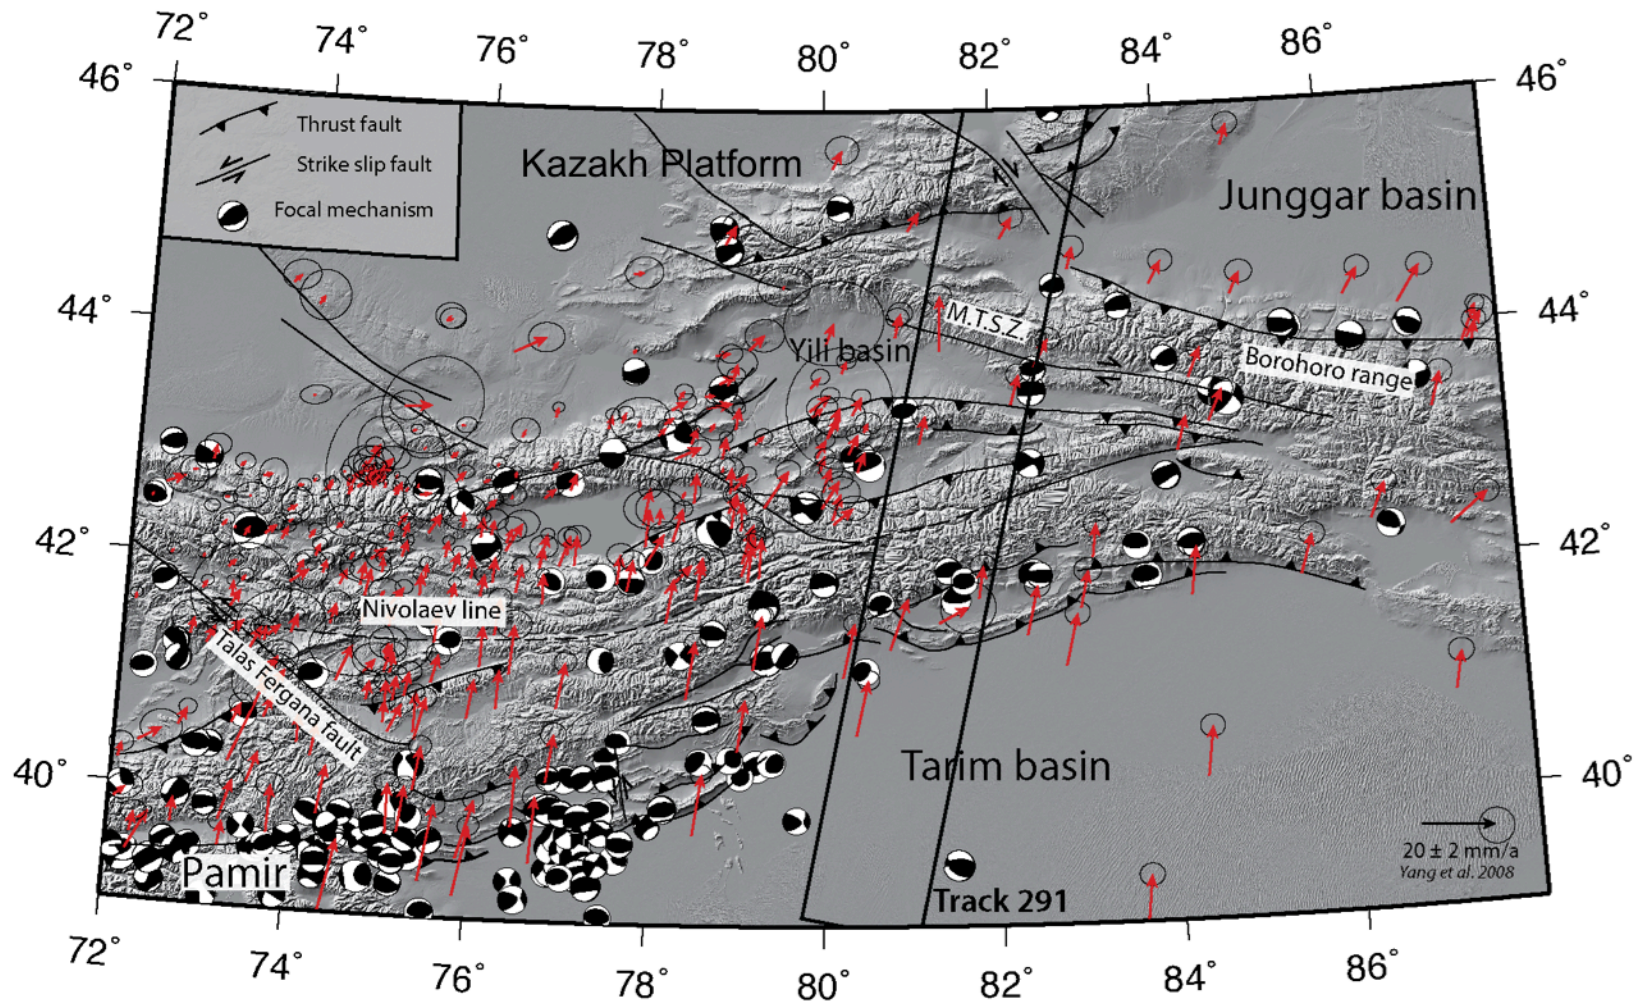 72° 74° 76° 78° 80° 82° 84° 86°
46° 46°
Thrust fault
Strike slip fault
Focal mechanism
Kazakh Platform
Junggar basin
44° 44°
M.T.S.Z.
Yili basin
Borohoro range
42° 42°
Nivolaev line
Talas Fergana fault
40° 40°
Tarim basin
20 ± 2 mm/a
Yang et al. 2008
Pamir
Track 291
72° 74° 76° 78° 80° 82° 84° 86°